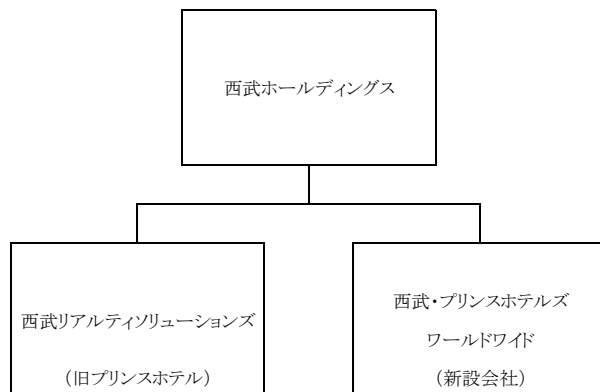 西武ホールディングス
西武リアルティソリューションズ
（旧プリンスホテル）
西武・プリンスホテルズ
ワールドワイド
（新設会社）